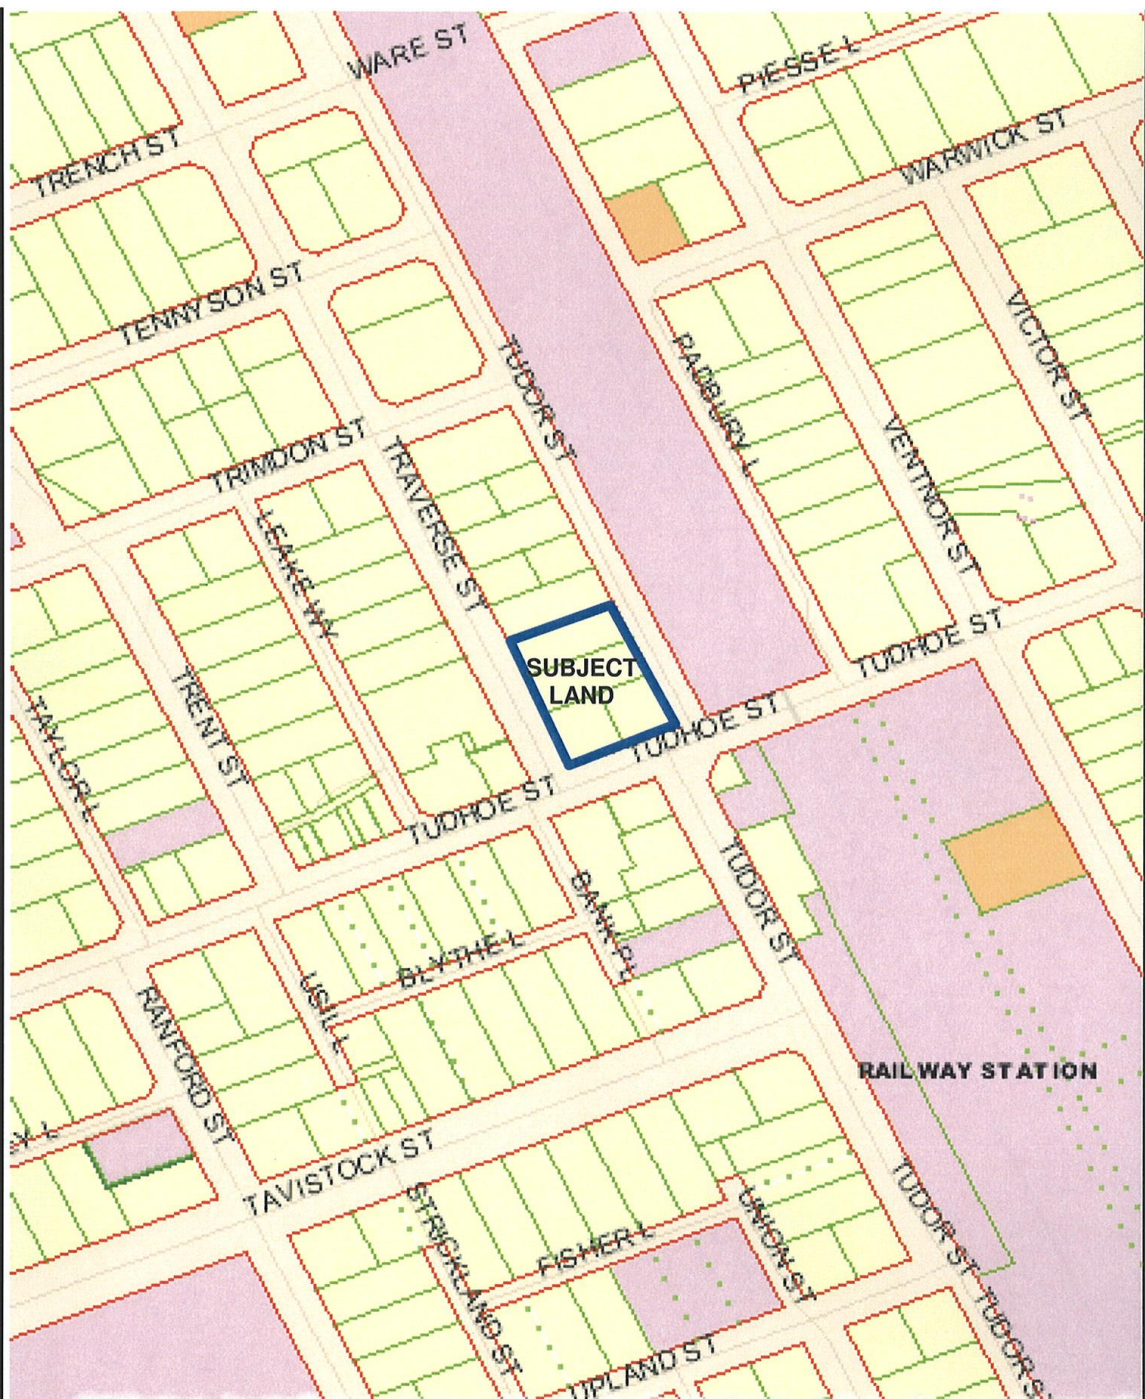 WARE ST
PIESSE L
TRENCH ST
WARWICK ST
TENNYSON ST
VICTOR ST
TUDOR ST
PADBURY L
TRIMDON ST
TRAVERSE ST
VENTNOR ST
LEAKE WY
TUDHOE ST
SUBJECT
LAND
TRENT ST
TAYLOR L
TUDHOE ST
TUDHOE ST
TUDOR ST
BANK PL
BLYTHE L
USILL L
RANFORD ST
RAILWAY STATION
EY L
TAVISTOCK ST
TUDOR ST
STRICKLAND ST
UNION ST
FISHER L
TUDOR S
UPLAND ST